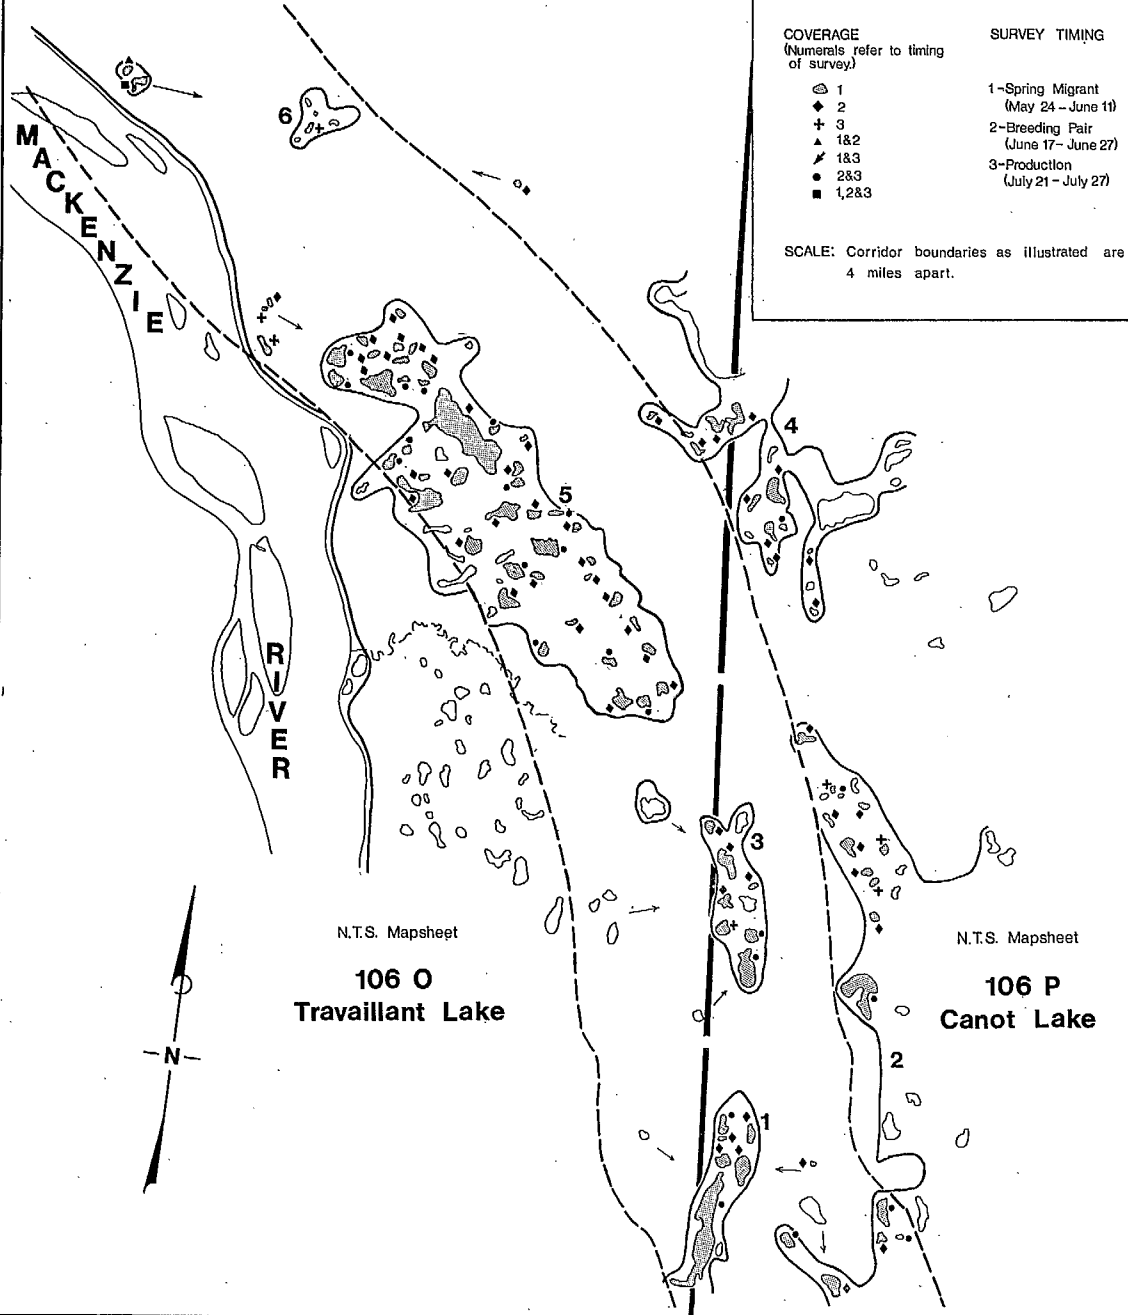 COVERAGE
(Numerals refer to timing
of survey.)
1
2
3
1&2
1&3
2&3
1,2&3
SURVEY TIMING
1-Spring Migrant
(May 24-June 11)
2-Breeding Pair
(June 17-June 27)
3-Production
(July 21-July 27)
SCALE: Corridor boundaries as illustrated are
4 miles apart.
MACKENZIE
RIVER
6
4
5
3
N.T.S. Mapsheet
106 O
Travaillant Lake
N.T.S. Mapsheet
106 P
Canot Lake
N
2
1